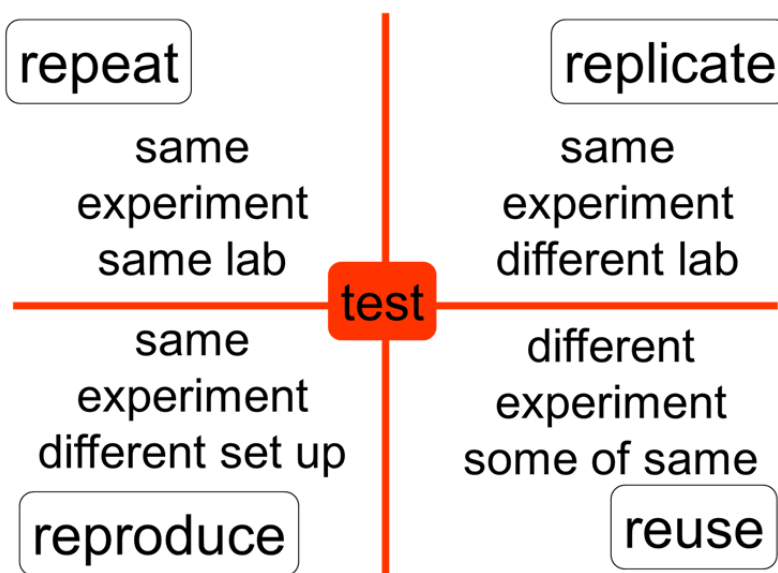 repeat
same
experiment
same lab
replicate
same
experiment
different lab
test
same
experiment
different set up
reproduce
different
experiment
some of same
reuse